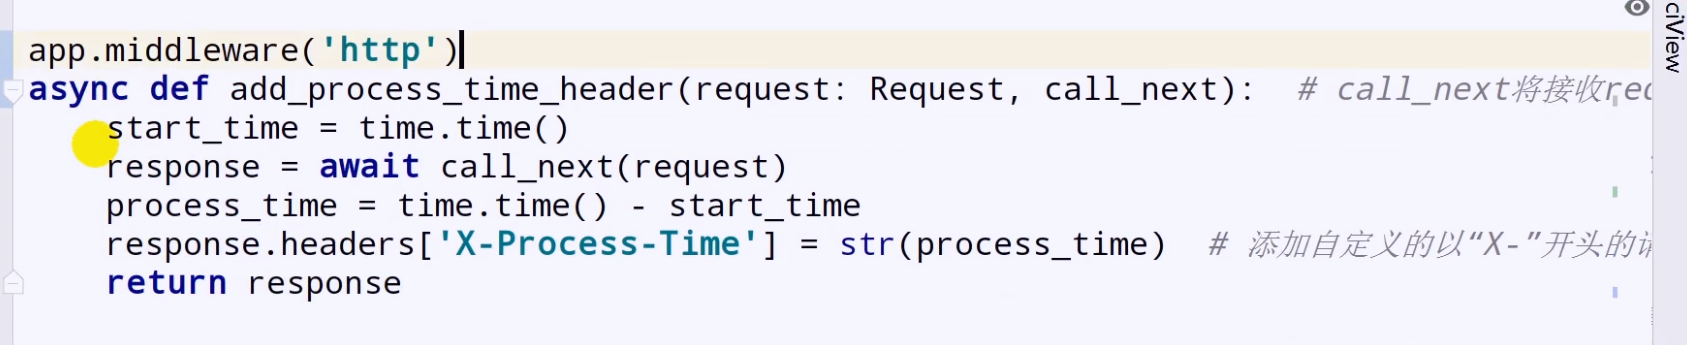 app.middleware('http')
async def add_process_time_header(request: Request, call_next):  # call_next将接收rec
    start_time = time.time()
    response = await call_next(request)
    process_time = time.time() - start_time
    response.headers['X-Process-Time'] = str(process_time)  # 添加自定义的以“X-”开头的
    return response
ciView